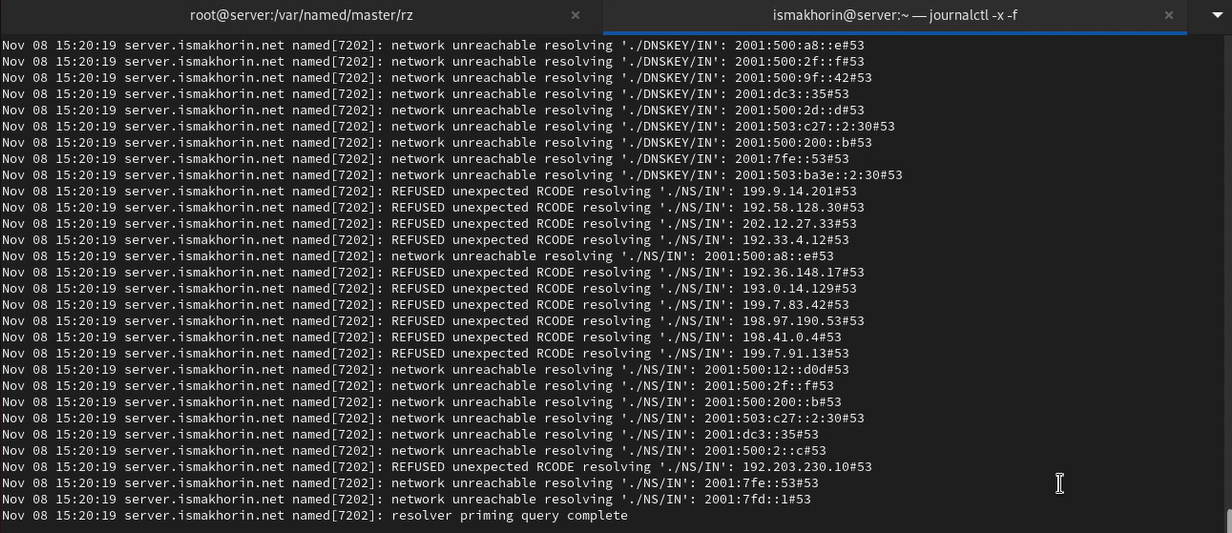 root@server:/var/named/master/rz
ismakhorin@server:~ — journalctl -x -f
Nov 08 15:20:19 server.ismakhorin.net named[7202]: network unreachable resolving './DNSKEY/IN': 2001:500:a8::e#53
Nov 08 15:20:19 server.ismakhorin.net named[7202]: network unreachable resolving './DNSKEY/IN': 2001:500:2f::f#53
Nov 08 15:20:19 server.ismakhorin.net named[7202]: network unreachable resolving './DNSKEY/IN': 2001:500:9f::42#53
Nov 08 15:20:19 server.ismakhorin.net named[7202]: network unreachable resolving './DNSKEY/IN': 2001:dc3::35#53
Nov 08 15:20:19 server.ismakhorin.net named[7202]: network unreachable resolving './DNSKEY/IN': 2001:500:2d::d#53
Nov 08 15:20:19 server.ismakhorin.net named[7202]: network unreachable resolving './DNSKEY/IN': 2001:503:c27::2:30#53
Nov 08 15:20:19 server.ismakhorin.net named[7202]: network unreachable resolving './DNSKEY/IN': 2001:500:200::b#53
Nov 08 15:20:19 server.ismakhorin.net named[7202]: network unreachable resolving './DNSKEY/IN': 2001:7fe::53#53
Nov 08 15:20:19 server.ismakhorin.net named[7202]: network unreachable resolving './DNSKEY/IN': 2001:503:ba3e::2:30#53
Nov 08 15:20:19 server.ismakhorin.net named[7202]: REFUSED unexpected RCODE resolving './NS/IN': 199.9.14.201#53
Nov 08 15:20:19 server.ismakhorin.net named[7202]: REFUSED unexpected RCODE resolving './NS/IN': 192.58.128.30#53
Nov 08 15:20:19 server.ismakhorin.net named[7202]: REFUSED unexpected RCODE resolving './NS/IN': 202.12.27.33#53
Nov 08 15:20:19 server.ismakhorin.net named[7202]: REFUSED unexpected RCODE resolving './NS/IN': 192.33.4.12#53
Nov 08 15:20:19 server.ismakhorin.net named[7202]: network unreachable resolving './NS/IN': 2001:500:a8::e#53
Nov 08 15:20:19 server.ismakhorin.net named[7202]: REFUSED unexpected RCODE resolving './NS/IN': 192.36.148.17#53
Nov 08 15:20:19 server.ismakhorin.net named[7202]: REFUSED unexpected RCODE resolving './NS/IN': 193.0.14.129#53
Nov 08 15:20:19 server.ismakhorin.net named[7202]: REFUSED unexpected RCODE resolving './NS/IN': 199.7.83.42#53
Nov 08 15:20:19 server.ismakhorin.net named[7202]: REFUSED unexpected RCODE resolving './NS/IN': 198.97.190.53#53
Nov 08 15:20:19 server.ismakhorin.net named[7202]: REFUSED unexpected RCODE resolving './NS/IN': 198.41.0.4#53
Nov 08 15:20:19 server.ismakhorin.net named[7202]: REFUSED unexpected RCODE resolving './NS/IN': 199.7.91.13#53
Nov 08 15:20:19 server.ismakhorin.net named[7202]: network unreachable resolving './NS/IN': 2001:500:12::d0d#53
Nov 08 15:20:19 server.ismakhorin.net named[7202]: network unreachable resolving './NS/IN': 2001:500:2f::f#53
Nov 08 15:20:19 server.ismakhorin.net named[7202]: network unreachable resolving './NS/IN': 2001:500:200::b#53
Nov 08 15:20:19 server.ismakhorin.net named[7202]: network unreachable resolving './NS/IN': 2001:503:c27::2:30#53
Nov 08 15:20:19 server.ismakhorin.net named[7202]: network unreachable resolving './NS/IN': 2001:dc3::35#53
Nov 08 15:20:19 server.ismakhorin.net named[7202]: network unreachable resolving './NS/IN': 2001:500:2::c#53
Nov 08 15:20:19 server.ismakhorin.net named[7202]: REFUSED unexpected RCODE resolving './NS/IN': 192.203.230.10#53
Nov 08 15:20:19 server.ismakhorin.net named[7202]: network unreachable resolving './NS/IN': 2001:7fe::53#53
Nov 08 15:20:19 server.ismakhorin.net named[7202]: network unreachable resolving './NS/IN': 2001:7fd::1#53
Nov 08 15:20:19 server.ismakhorin.net named[7202]: resolver priming query complete